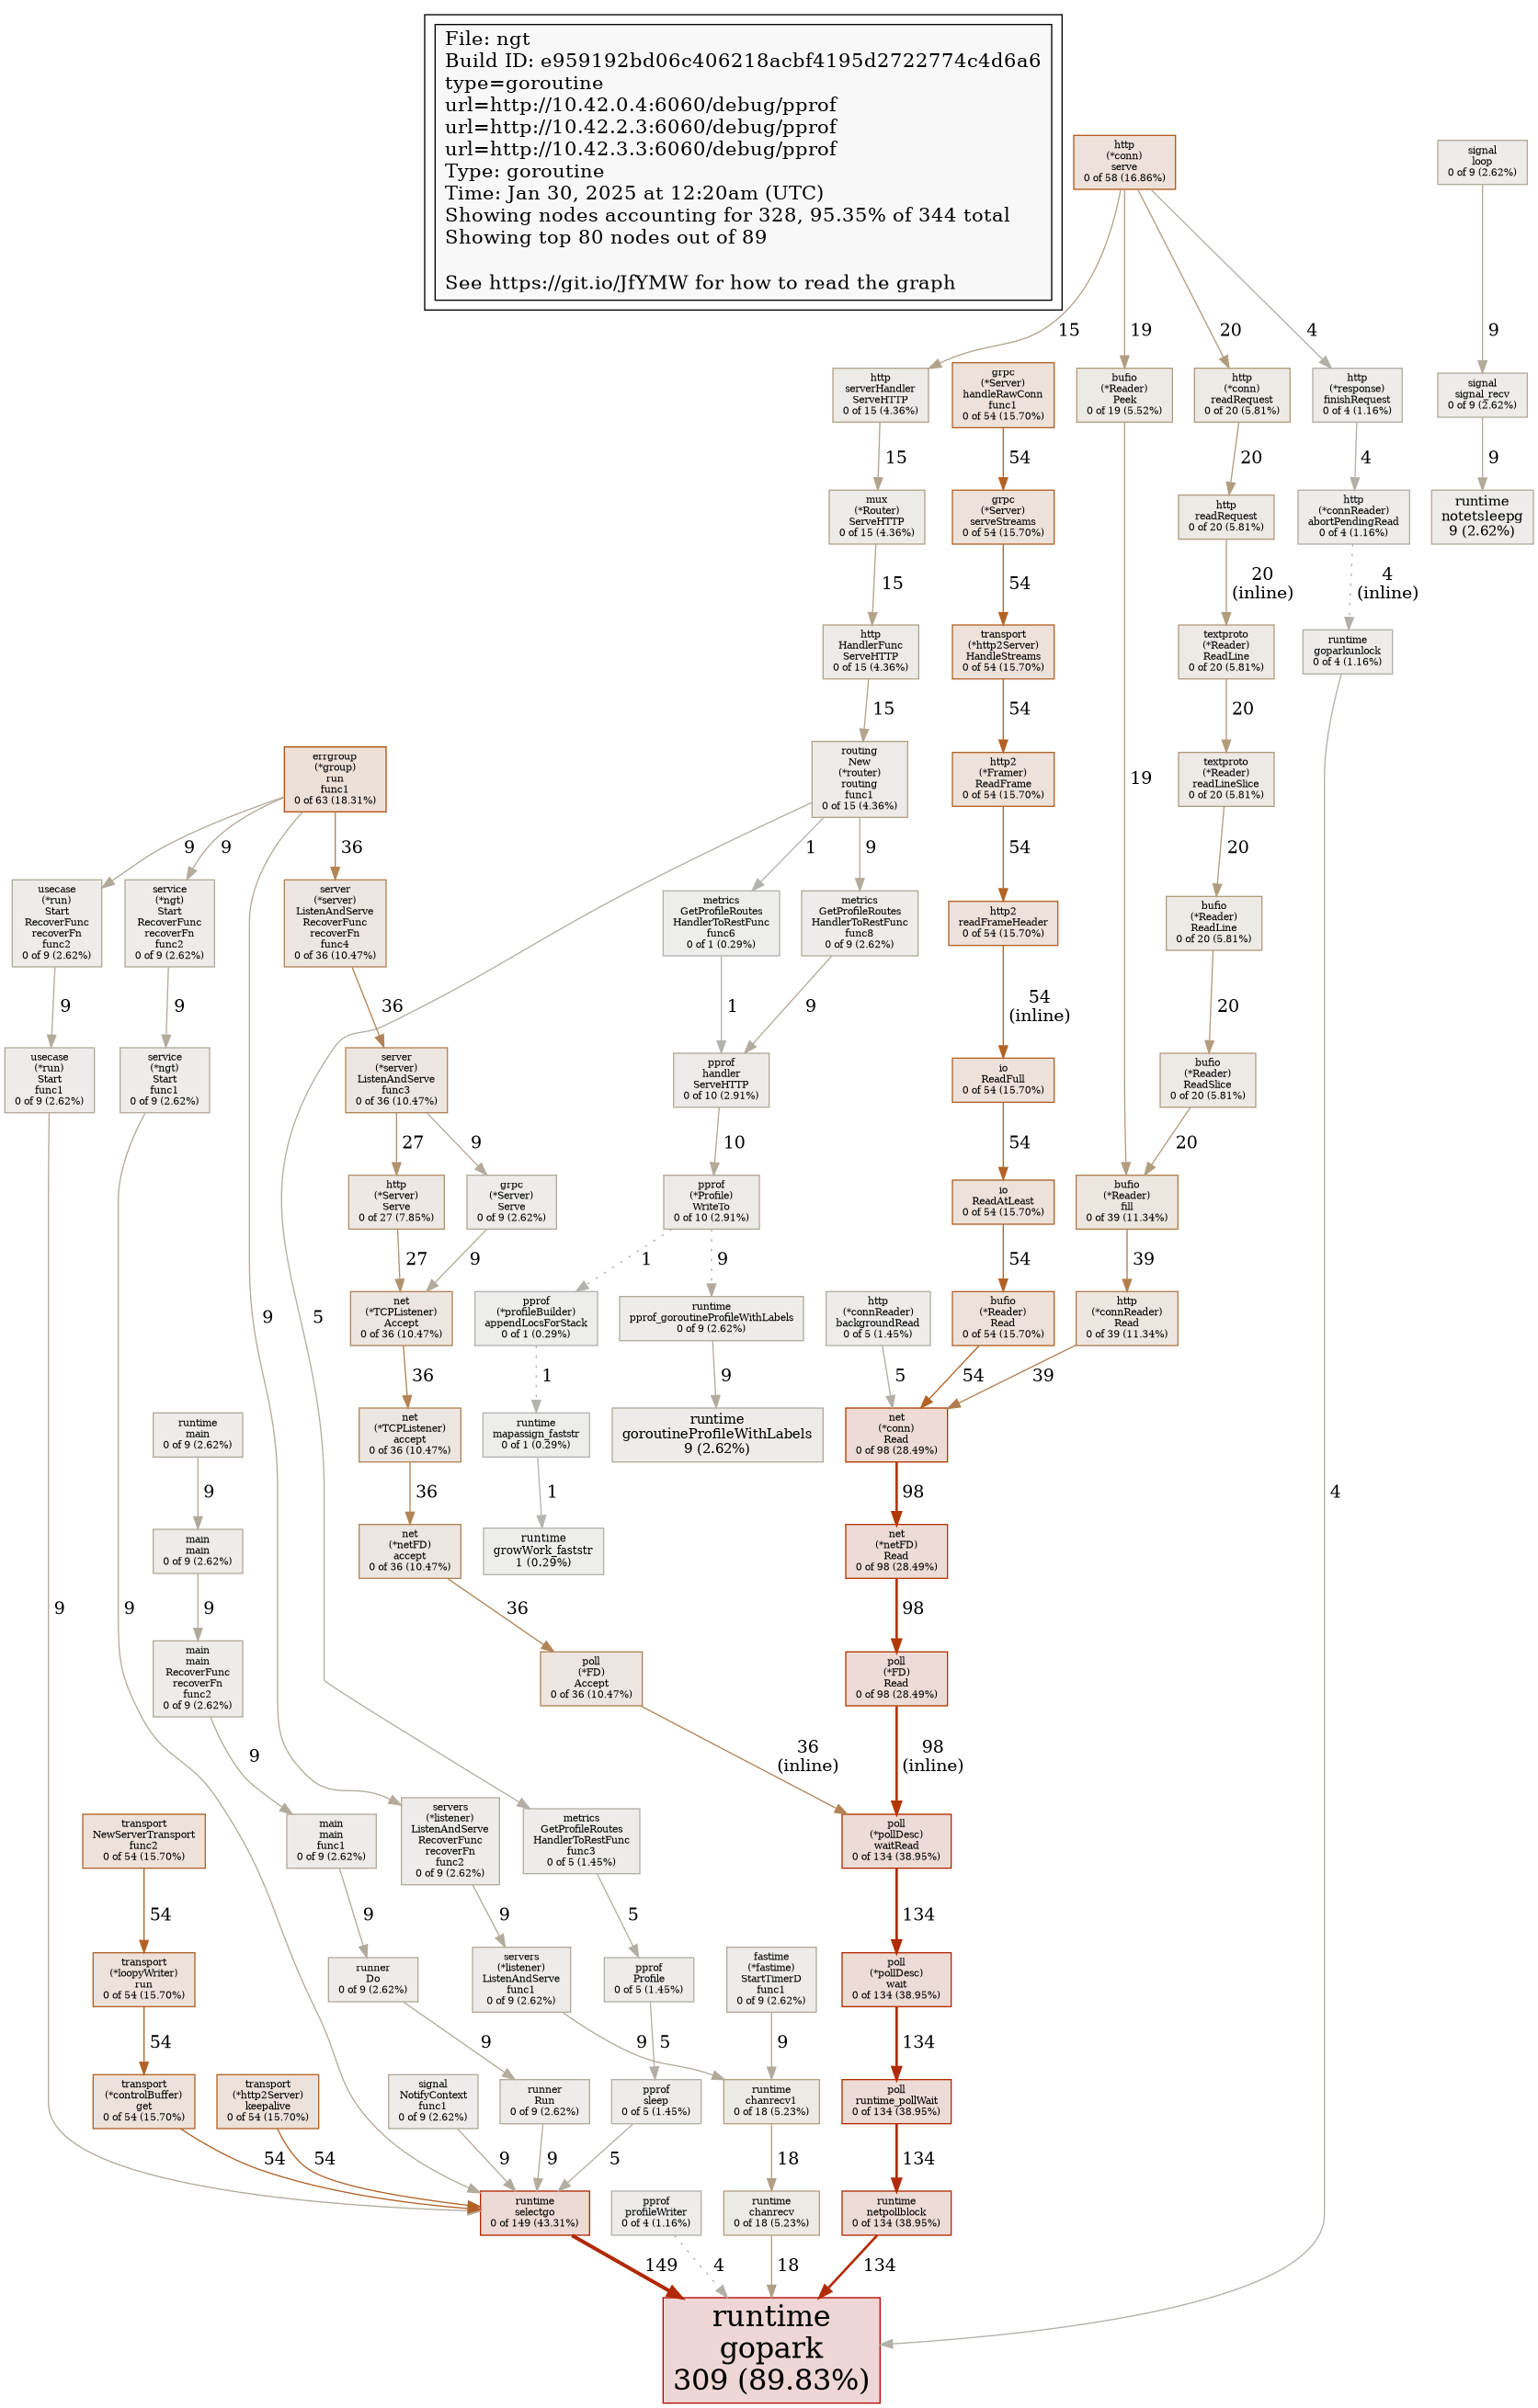 File: ngt
Build ID: e959192bd06c406218acbf4195d2722774c4d6a6
type=goroutine
url=http://10.42.0.4:6060/debug/pprof
url=http://10.42.2.3:6060/debug/pprof
url=http://10.42.3.3:6060/debug/pprof
Type: goroutine
Time: Jan 30, 2025 at 12:20am (UTC)
Showing nodes accounting for 328, 95.35% of 344 total
Showing top 80 nodes out of 89
See https://git.io/JfYMW for how to read the graph
http
(*conn)
serve
0 of 58 (16.86%)
signal
loop
0 of 9 (2.62%)
15
19
20
4
9
http
serverHandler
ServeHTTP
0 of 15 (4.36%)
grpc
(*Server)
handleRawConn
func1
0 of 54 (15.70%)
bufio
(*Reader)
Peek
0 of 19 (5.52%)
http
(*conn)
readRequest
0 of 20 (5.81%)
http
(*response)
finishRequest
0 of 4 (1.16%)
signal
signal_recv
0 of 9 (2.62%)
15
54
20
4
9
mux
(*Router)
ServeHTTP
0 of 15 (4.36%)
grpc
(*Server)
serveStreams
0 of 54 (15.70%)
http
readRequest
0 of 20 (5.81%)
http
(*connReader)
abortPendingRead
0 of 4 (1.16%)
runtime
notetsleepg
9 (2.62%)
15
54
20
(inline)
4
(inline)
http
HandlerFunc
ServeHTTP
0 of 15 (4.36%)
transport
(*http2Server)
HandleStreams
0 of 54 (15.70%)
textproto
(*Reader)
ReadLine
0 of 20 (5.81%)
runtime
goparkunlock
0 of 4 (1.16%)
15
54
20
errgroup
(*group)
run
func1
0 of 63 (18.31%)
routing
New
(*router)
routing
func1
0 of 15 (4.36%)
http2
(*Framer)
ReadFrame
0 of 54 (15.70%)
19
textproto
(*Reader)
readLineSlice
0 of 20 (5.81%)
9
9
36
1
9
54
20
usecase
(*run)
Start
RecoverFunc
recoverFn
func2
0 of 9 (2.62%)
service
(*ngt)
Start
RecoverFunc
recoverFn
func2
0 of 9 (2.62%)
server
(*server)
ListenAndServe
RecoverFunc
recoverFn
func4
0 of 36 (10.47%)
metrics
GetProfileRoutes
HandlerToRestFunc
func6
0 of 1 (0.29%)
metrics
GetProfileRoutes
HandlerToRestFunc
func8
0 of 9 (2.62%)
http2
readFrameHeader
0 of 54 (15.70%)
bufio
(*Reader)
ReadLine
0 of 20 (5.81%)
9
9
36
1
9
54
(inline)
20
usecase
(*run)
Start
func1
0 of 9 (2.62%)
service
(*ngt)
Start
func1
0 of 9 (2.62%)
server
(*server)
ListenAndServe
func3
0 of 36 (10.47%)
pprof
handler
ServeHTTP
0 of 10 (2.91%)
io
ReadFull
0 of 54 (15.70%)
bufio
(*Reader)
ReadSlice
0 of 20 (5.81%)
27
9
10
54
20
http
(*Server)
Serve
0 of 27 (7.85%)
grpc
(*Server)
Serve
0 of 9 (2.62%)
pprof
(*Profile)
WriteTo
0 of 10 (2.91%)
io
ReadAtLeast
0 of 54 (15.70%)
bufio
(*Reader)
fill
0 of 39 (11.34%)
27
9
1
9
54
39
9
5
net
(*TCPListener)
Accept
0 of 36 (10.47%)
pprof
(*profileBuilder)
appendLocsForStack
0 of 1 (0.29%)
runtime
pprof_goroutineProfileWithLabels
0 of 9 (2.62%)
http
(*connReader)
backgroundRead
0 of 5 (1.45%)
bufio
(*Reader)
Read
0 of 54 (15.70%)
http
(*connReader)
Read
0 of 39 (11.34%)
36
1
9
5
54
39
runtime
main
0 of 9 (2.62%)
net
(*TCPListener)
accept
0 of 36 (10.47%)
runtime
mapassign_faststr
0 of 1 (0.29%)
runtime
goroutineProfileWithLabels
9 (2.62%)
net
(*conn)
Read
0 of 98 (28.49%)
9
36
1
98
4
main
main
0 of 9 (2.62%)
net
(*netFD)
accept
0 of 36 (10.47%)
runtime
growWork_faststr
1 (0.29%)
net
(*netFD)
Read
0 of 98 (28.49%)
9
9
9
36
98
main
main
RecoverFunc
recoverFn
func2
0 of 9 (2.62%)
poll
(*FD)
Accept
0 of 36 (10.47%)
poll
(*FD)
Read
0 of 98 (28.49%)
9
36
(inline)
98
(inline)
transport
NewServerTransport
func2
0 of 54 (15.70%)
main
main
func1
0 of 9 (2.62%)
servers
(*listener)
ListenAndServe
RecoverFunc
recoverFn
func2
0 of 9 (2.62%)
metrics
GetProfileRoutes
HandlerToRestFunc
func3
0 of 5 (1.45%)
poll
(*pollDesc)
waitRead
0 of 134 (38.95%)
54
9
9
5
134
transport
(*loopyWriter)
run
0 of 54 (15.70%)
runner
Do
0 of 9 (2.62%)
servers
(*listener)
ListenAndServe
func1
0 of 9 (2.62%)
pprof
Profile
0 of 5 (1.45%)
fastime
(*fastime)
StartTimerD
func1
0 of 9 (2.62%)
poll
(*pollDesc)
wait
0 of 134 (38.95%)
54
9
9
5
9
134
transport
(*controlBuffer)
get
0 of 54 (15.70%)
transport
(*http2Server)
keepalive
0 of 54 (15.70%)
signal
NotifyContext
func1
0 of 9 (2.62%)
runner
Run
0 of 9 (2.62%)
pprof
sleep
0 of 5 (1.45%)
runtime
chanrecv1
0 of 18 (5.23%)
poll
runtime_pollWait
0 of 134 (38.95%)
54
54
9
9
5
18
134
runtime
selectgo
0 of 149 (43.31%)
pprof
profileWriter
0 of 4 (1.16%)
runtime
chanrecv
0 of 18 (5.23%)
runtime
netpollblock
0 of 134 (38.95%)
149
4
18
134
runtime
gopark
309 (89.83%)